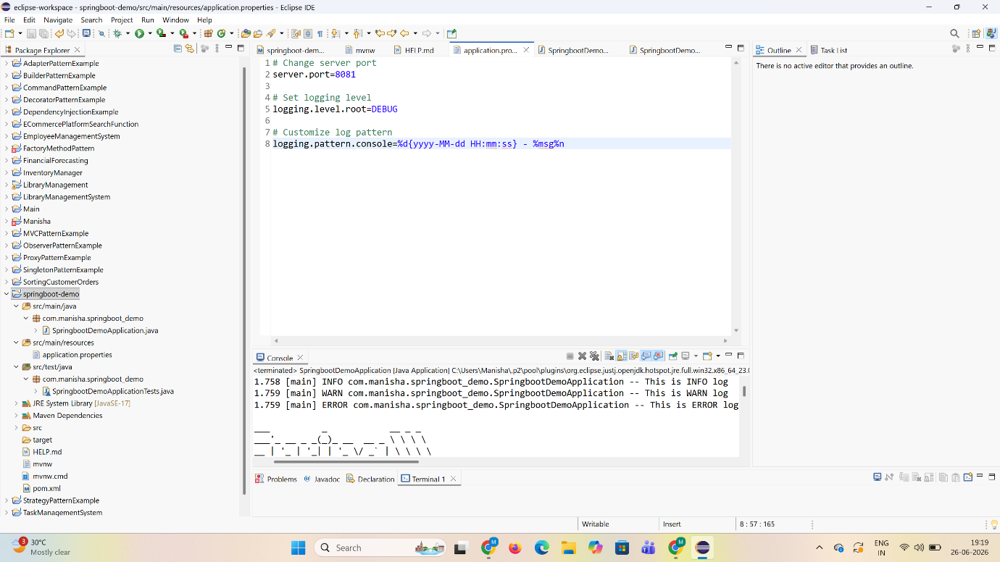 eclipse-workspace - springboot-demo/src/main/resources/application.properties - Eclipse IDE
File Edit Navigate Search Project Run Window Help
Package Explorer
AdapterPatternExample
BuilderPatternExample
CommandPatternExample
DecoratorPatternExample
DependencyInjectionExample
ECommercePlatformSearchFunction
EmployeeManagementSystem
FactoryMethodPattern
FinancialForecasting
InventoryManager
LibraryManagement
LibraryManagementSystem
Main
Manisha
MVCPatternExample
ObserverPatternExample
ProxyPatternExample
SingletonPatternExample
SortingCustomerOrders
springboot-demo
src/main/java
com.manisha.springboot_demo
SpringbootDemoApplication.java
src/main/resources
application.properties
src/test/java
com.manisha.springboot_demo
SpringbootDemoApplicationTests.java
JRE System Library [JavaSE-17]
Maven Dependencies
src
target
HELP.md
mvnw
mvnw.cmd
pom.xml
StrategyPatternExample
TaskManagementSystem
springboot-dem... mvnw HELP.md application.pro... SpringbootDemo... SpringbootDemo...
1 # Change server port
2 server.port=8081
3
4 # Set logging level
5 logging.level.root=DEBUG
6
7 # Customize log pattern
8 logging.pattern.console=%d{yyyy-MM-dd HH:mm:ss} - %msg%n
Outline Task List
There is no active editor that provides an outline.
Console
<terminated> SpringbootDemoApplication [Java Application] C:\Users\Manisha\.p2\pool\plugins\org.eclipse.justj.openjdk.hotspot.jre.full.win32.x86_64_23.0
1.758 [main] INFO com.manisha.springboot_demo.SpringbootDemoApplication -- This is INFO log
1.759 [main] WARN com.manisha.springboot_demo.SpringbootDemoApplication -- This is WARN log
1.759 [main] ERROR com.manisha.springboot_demo.SpringbootDemoApplication -- This is ERROR log
Problems @ Javadoc Declaration Terminal 1
Writable Insert 8 : 57 : 165
3 30°C
Mostly clear
Search
M
M
ENG
IN
19:19
26-06-2026